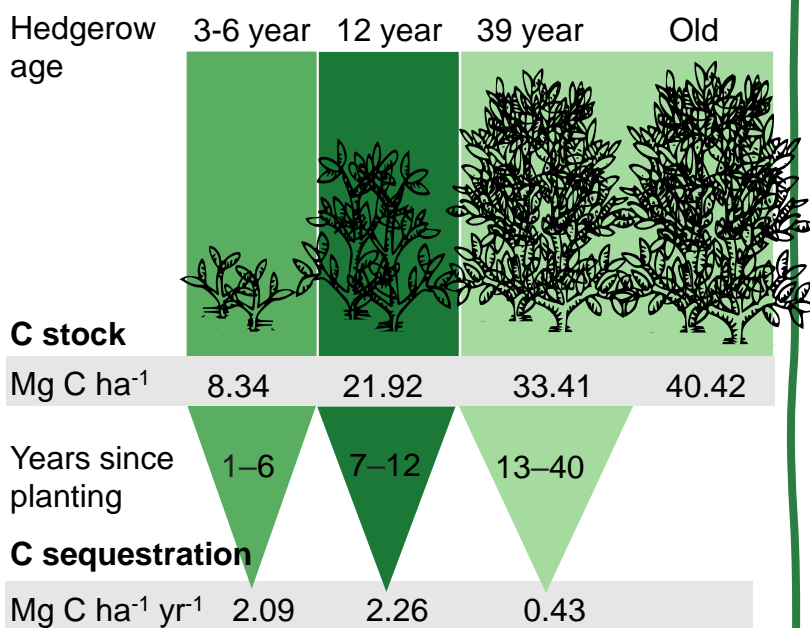 Hedgerow age 3-6 year 12 year 39 year Old
C stock
Mg C ha⁻¹ 8.34 21.92 33.41 40.42
Years since planting 1–6 7–12 13–40
C sequestration
Mg C ha⁻¹ yr⁻¹ 2.09 2.26 0.43